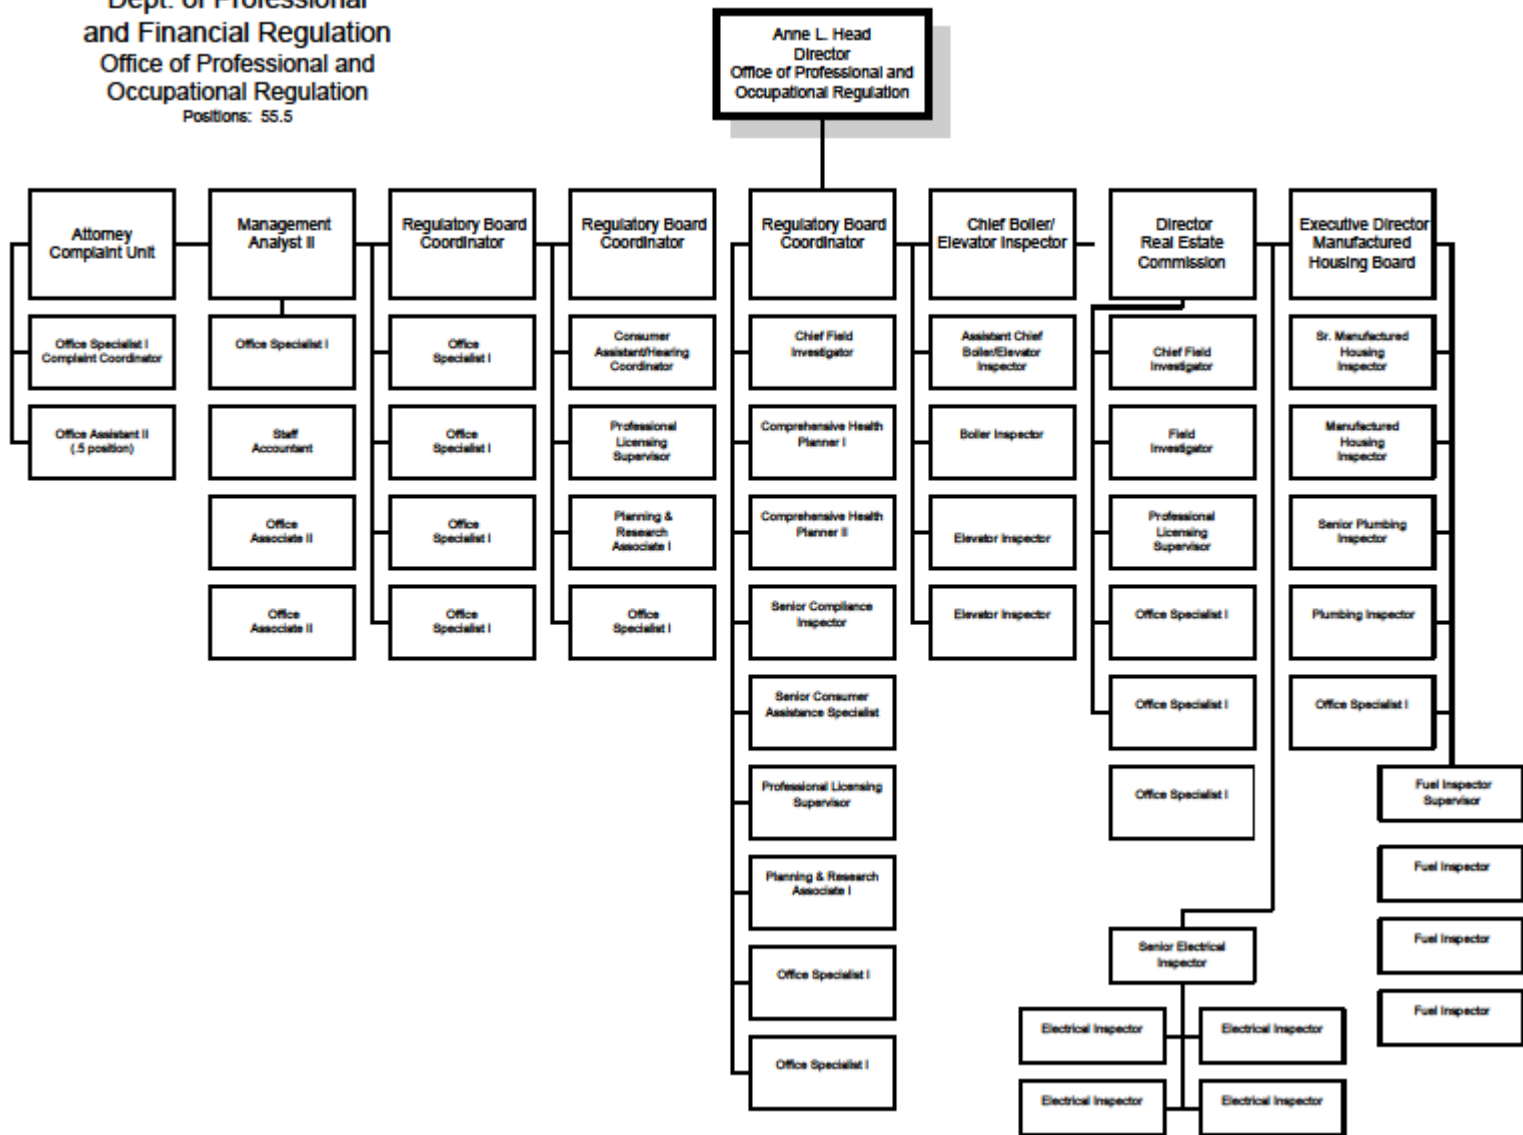 Dept. of Professional
and Financial Regulation
Office of Professional and
Occupational Regulation
Positions: 55.5
Anne L. Head
Director
Office of Professional and
Occupational Regulation
Attorney
Complaint Unit
Office Specialist I
Complaint Coordinator
Office Assistant II
(.5 position)
Management
Analyst II
Office Specialist I
Staff
Accountant
Office
Associate II
Office
Associate II
Regulatory Board
Coordinator
Office
Specialist I
Office
Specialist I
Office
Specialist I
Office
Specialist I
Regulatory Board
Coordinator
Consumer
Assistant/Hearing
Coordinator
Professional
Licensing
Supervisor
Planning &
Research
Associate I
Office
Specialist I
Regulatory Board
Coordinator
Chief Field
Investigator
Comprehensive Health
Planner I
Comprehensive Health
Planner II
Senior Compliance
Inspector
Senior Consumer
Assistance Specialist
Professional Licensing
Supervisor
Planning & Research
Associate I
Office Specialist I
Office Specialist I
Chief Boiler/
Elevator Inspector
Assistant Chief
Boiler/Elevator
Inspector
Boiler Inspector
Elevator Inspector
Elevator Inspector
Director
Real Estate
Commission
Chief Field
Investigator
Field
Investigator
Professional
Licensing
Supervisor
Office Specialist I
Office Specialist I
Office Specialist I
Senior Electrical
Inspector
Electrical Inspector
Electrical Inspector
Electrical Inspector
Electrical Inspector
Executive Director
Manufactured
Housing Board
Sr. Manufactured
Housing
Inspector
Manufactured
Housing
Inspector
Senior Plumbing
Inspector
Plumbing Inspector
Office Specialist I
Fuel Inspector
Supervisor
Fuel Inspector
Fuel Inspector
Fuel Inspector